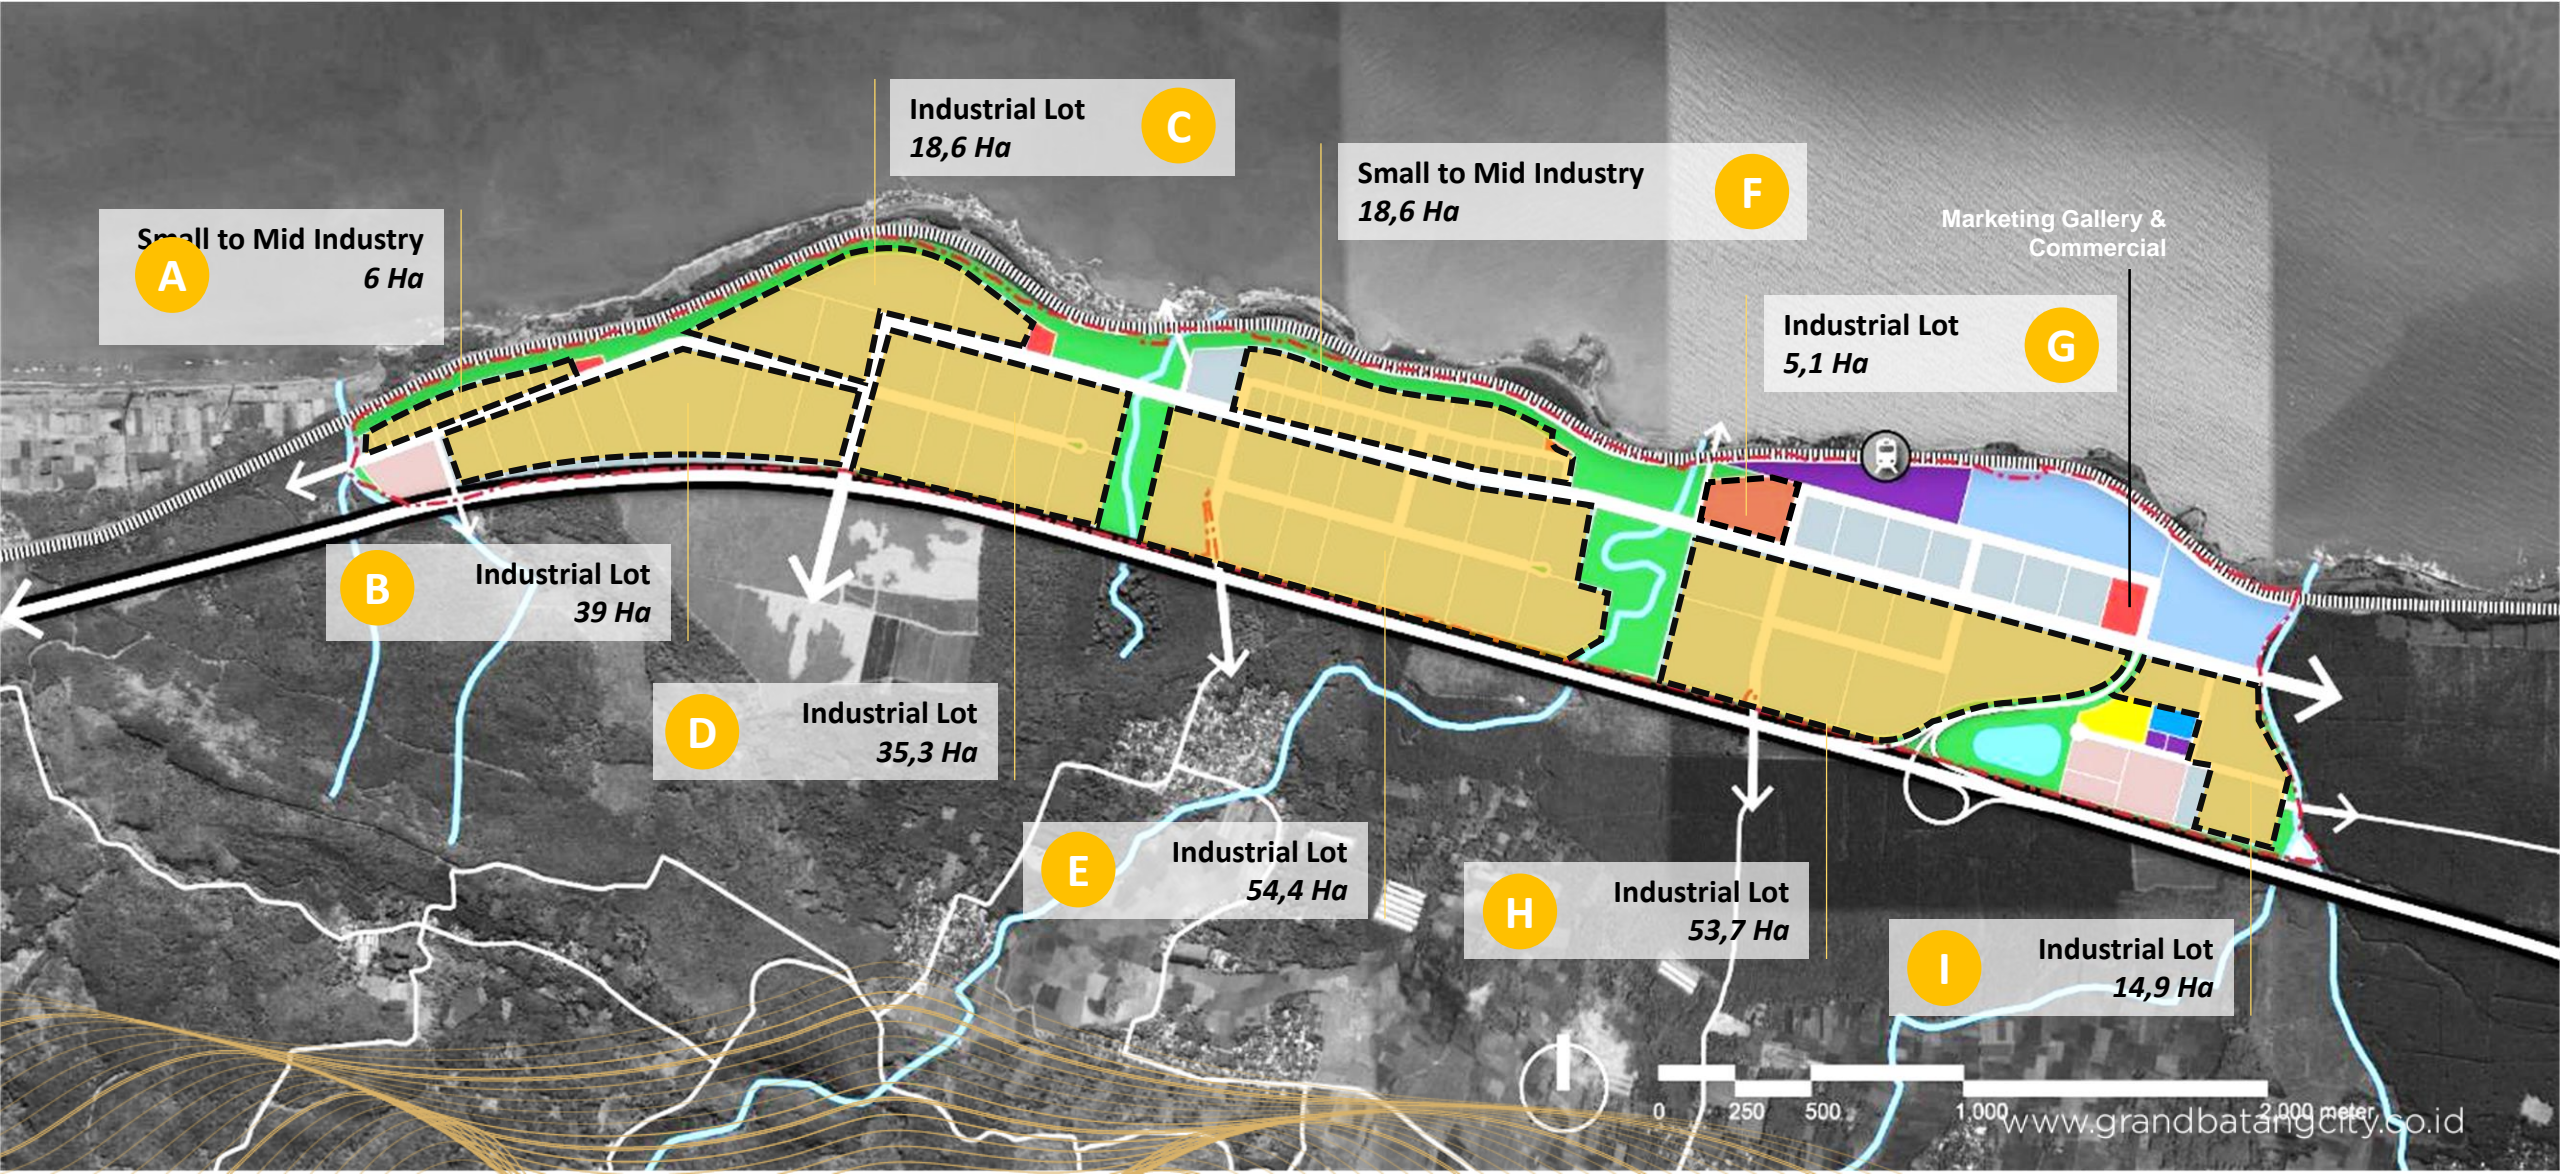 Industrial Lot
18,6 Ha
C
Small to Mid Industry
18,6 Ha
F
Small to Mid Industry
6 Ha
A
Marketing Gallery &
Commercial
Industrial Lot
5,1 Ha
G
B
Industrial Lot
39 Ha
D
Industrial Lot
35,3 Ha
E
Industrial Lot
54,4 Ha
H
Industrial Lot
53,7 Ha
I
Industrial Lot
14,9 Ha
0 250 500 1.000 2.000 meter
www.grandbatangcity.co.id